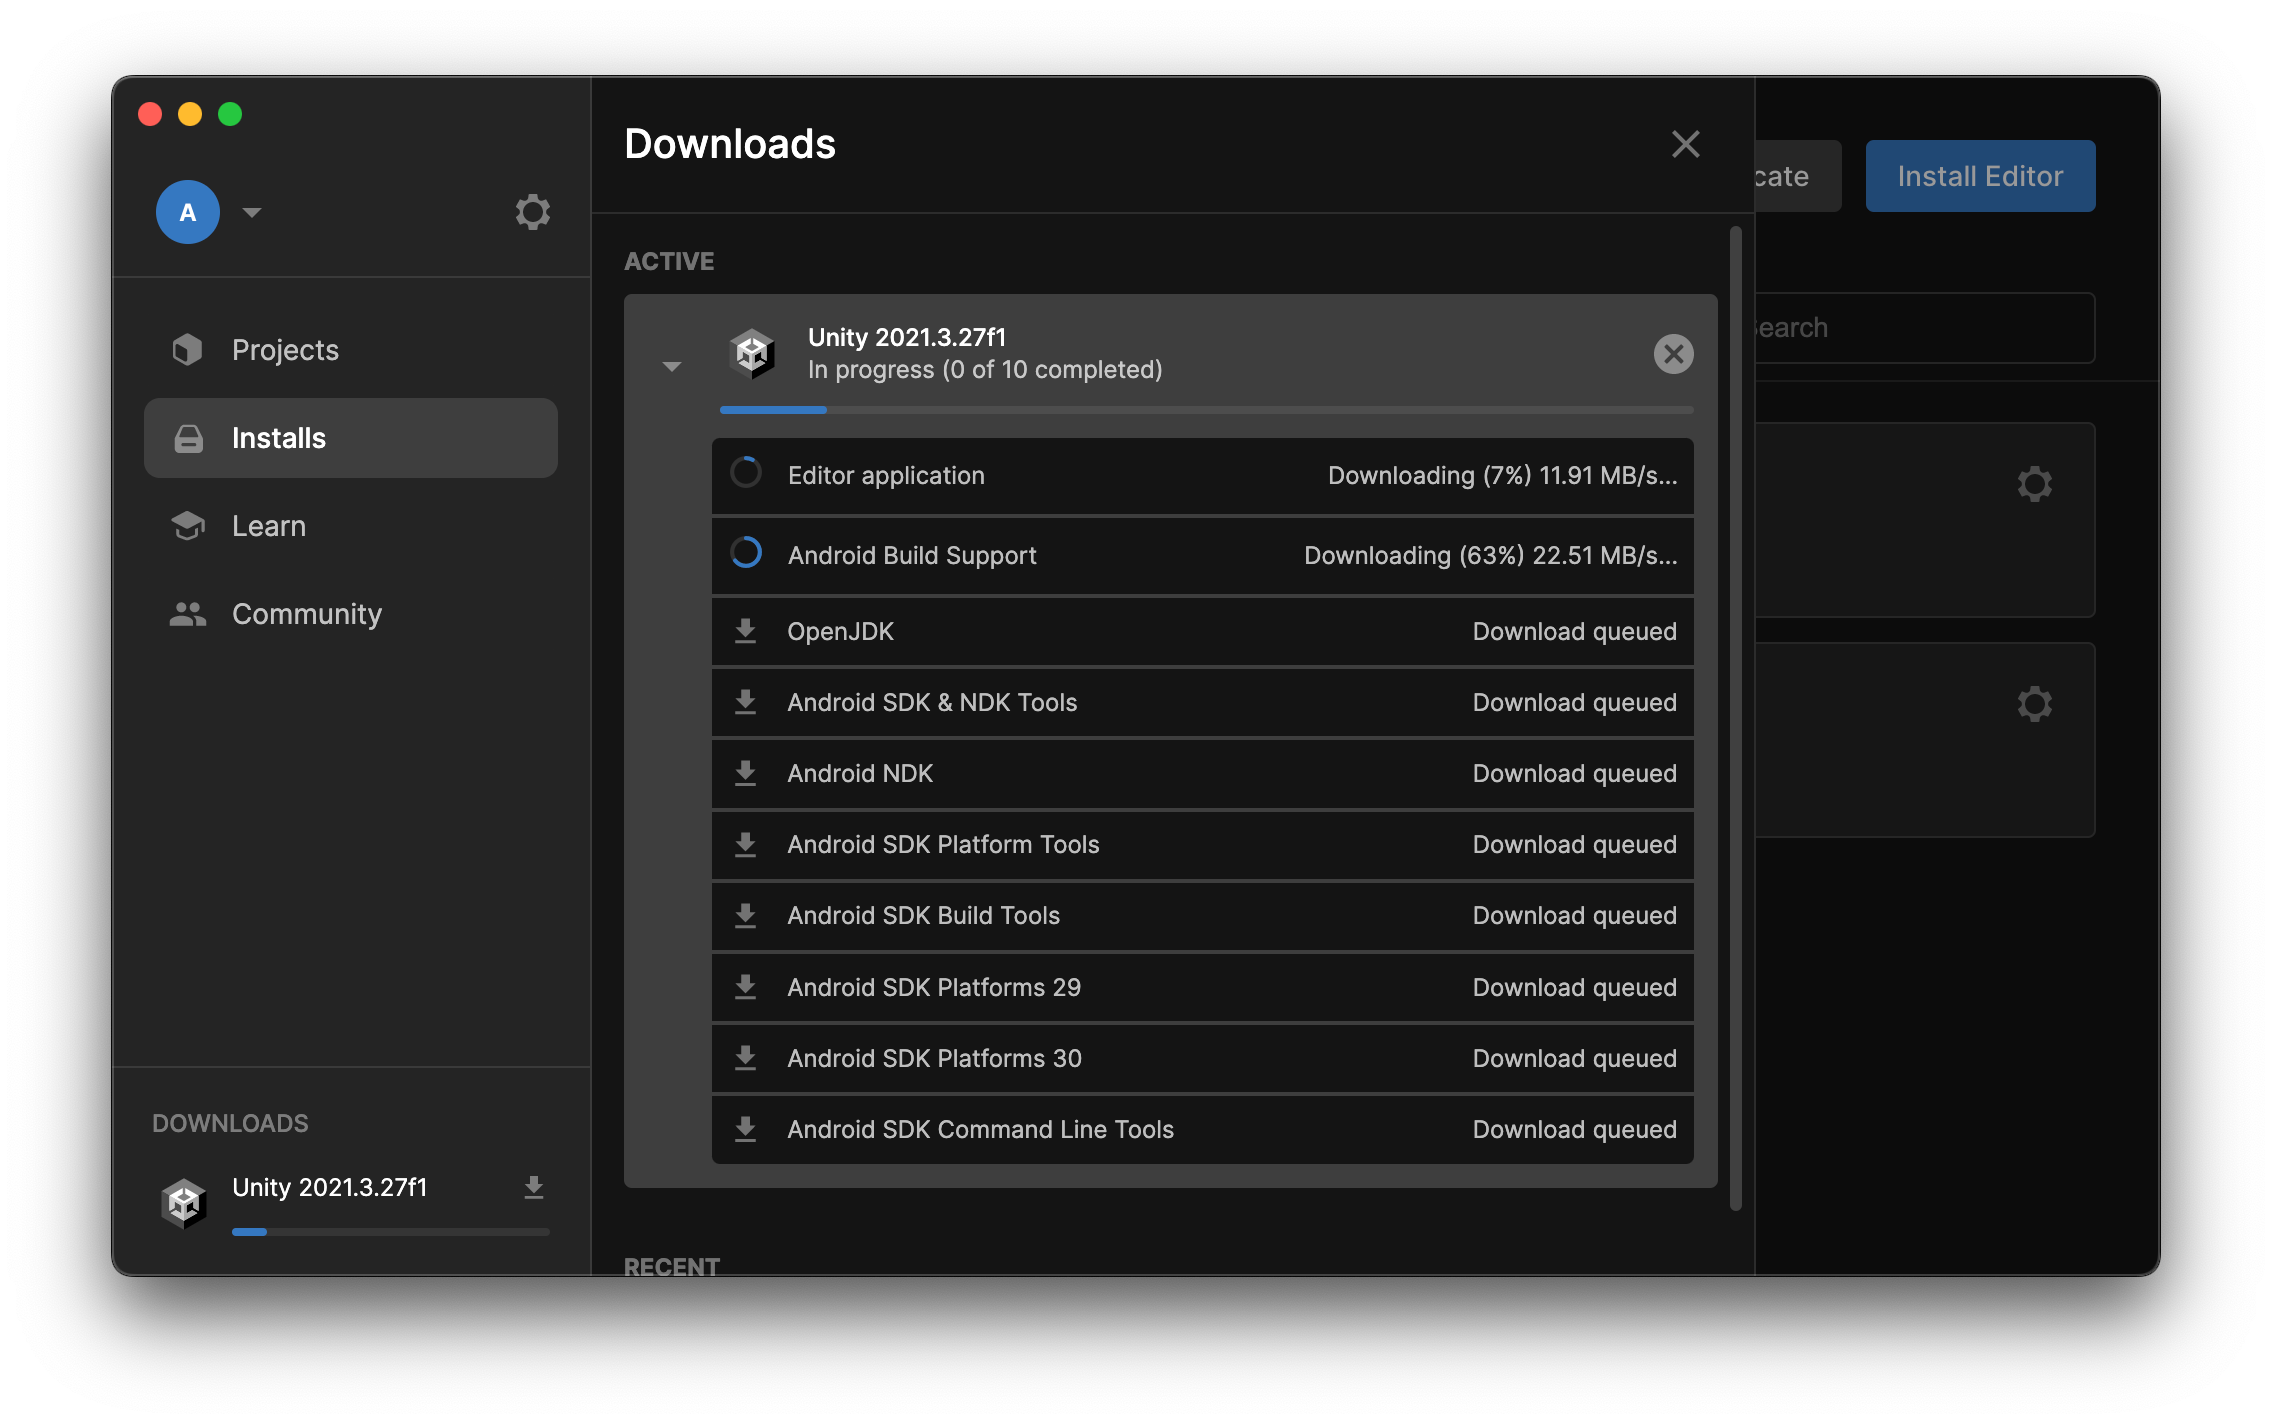 A
Projects
Installs
Learn
Community
DOWNLOADS
Unity 2021.3.27f1
Downloads
ACTIVE
Unity 2021.3.27f1
In progress (0 of 10 completed)
Editor application Downloading (7%) 11.91 MB/s...
Android Build Support Downloading (63%) 22.51 MB/s...
OpenJDK Download queued
Android SDK & NDK Tools Download queued
Android NDK Download queued
Android SDK Platform Tools Download queued
Android SDK Build Tools Download queued
Android SDK Platforms 29 Download queued
Android SDK Platforms 30 Download queued
Android SDK Command Line Tools Download queued
RECENT
cate
Install Editor
earch